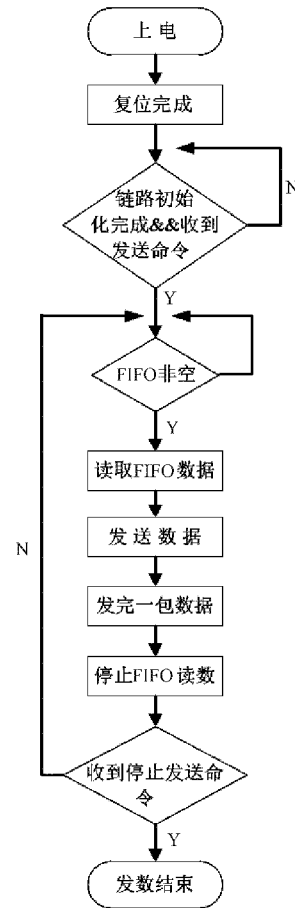 上电
复位完成
N
链路初始
化完成&&收到
发送命令
Y
FIFO非空
Y
读取FIFO数据
发送数据
N
发完一包数据
停止FIFO读数
收到停止发送命
令
Y
发数结束